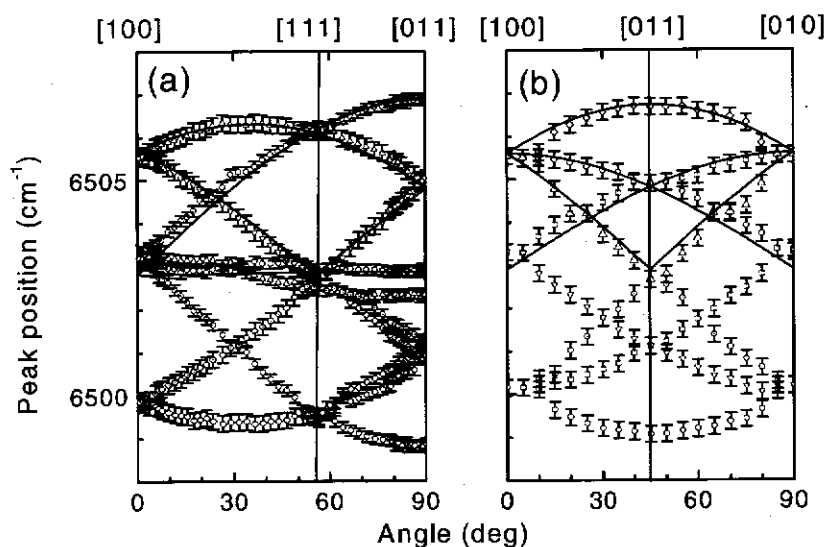 [100] [111] [011] [100] [011] [010]
(a) (b)
6505
6500
Peak position (cm-1)
0 30 60 90 0 30 60 90
Angle (deg)